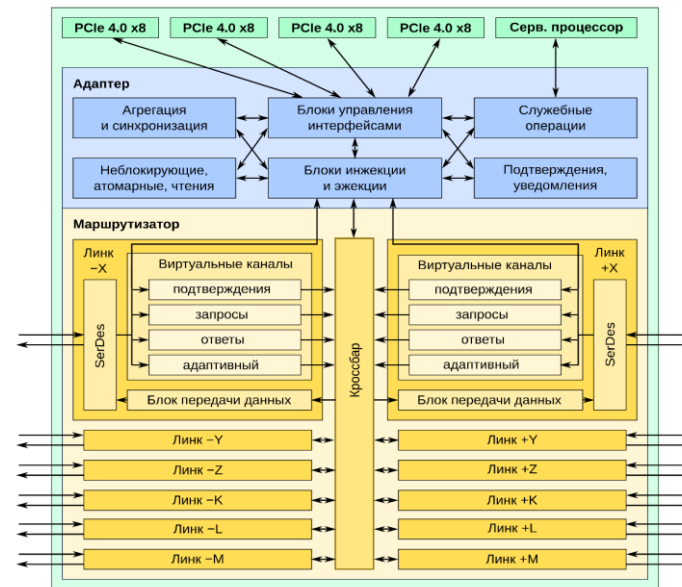 PCIe 4.0 x8
PCIe 4.0 x8
PCIe 4.0 x8
PCIe 4.0 x8
Серв. процессор
Адаптер
Агрегация
и синхронизация
Блоки управления
интерфейсами
Служебные
операции
Неблокирующие,
атомарные, чтения
Блоки инжекции
и эжекции
Подтверждения,
уведомления
Маршрутизатор
Линк
−X
SerDes
Виртуальные каналы
подтверждения
запросы
ответы
адаптивный
Блок передачи данных
Кроссбар
Виртуальные каналы
подтверждения
запросы
ответы
адаптивный
Блок передачи данных
Линк
+X
SerDes
Линк −Y
Линк +Y
Линк −Z
Линк +Z
Линк −K
Линк +K
Линк −L
Линк +L
Линк −M
Линк +M